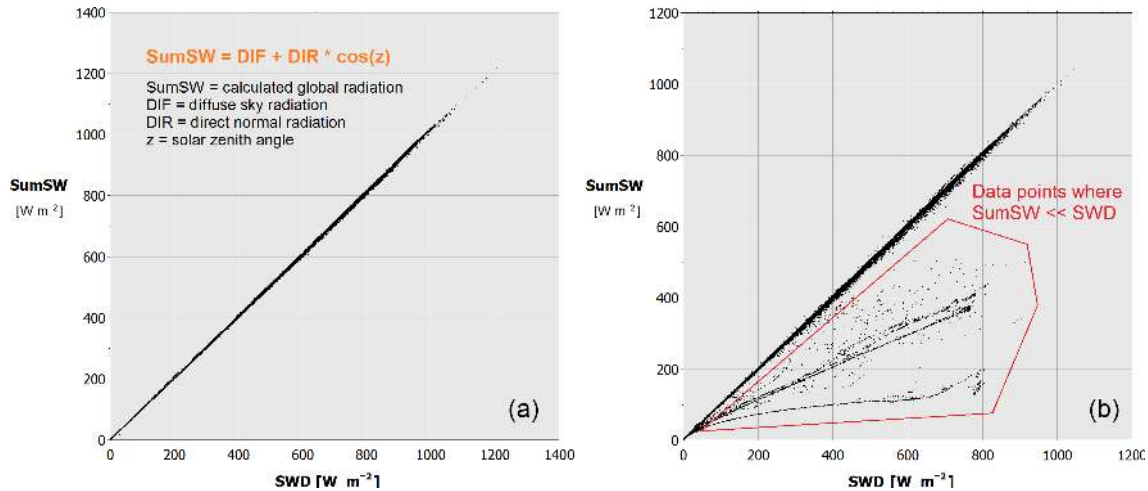 1400
1200
1000
800
600
400
200
0
SumSW
[W m⁻²]
SumSW = DIF + DIR * cos(z)
SumSW = calculated global radiation
DIF = diffuse sky radiation
DIR = direct normal radiation
z = solar zenith angle
(a)
0 200 400 600 800 1000 1200 1400
SWD [W m⁻²]
1200
1000
800
600
400
200
0
SumSW
[W m⁻²]
Data points where
SumSW << SWD
(b)
0 200 400 600 800 1000 1200
SWD [W m⁻²]